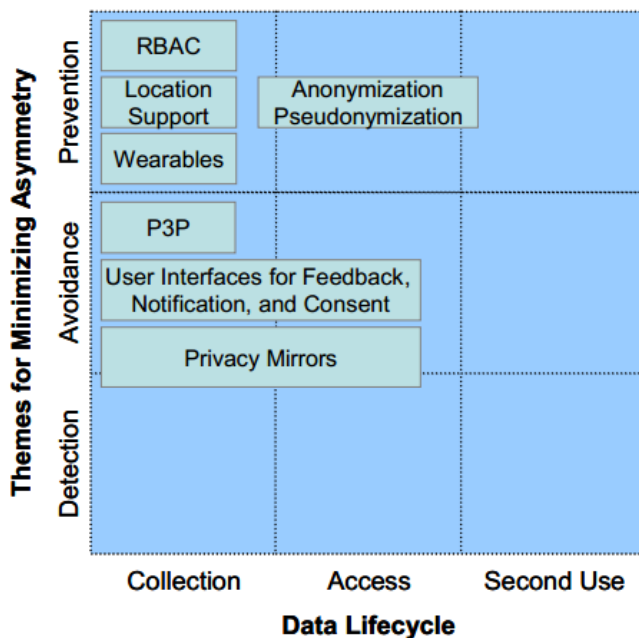 Themes for Minimizing Asymmetry
Prevention
RBAC
Location
Support
Anonymization
Pseudonymization
Wearables
Avoidance
P3P
User Interfaces for Feedback,
Notification, and Consent
Privacy Mirrors
Detection
Collection
Access
Second Use
Data Lifecycle